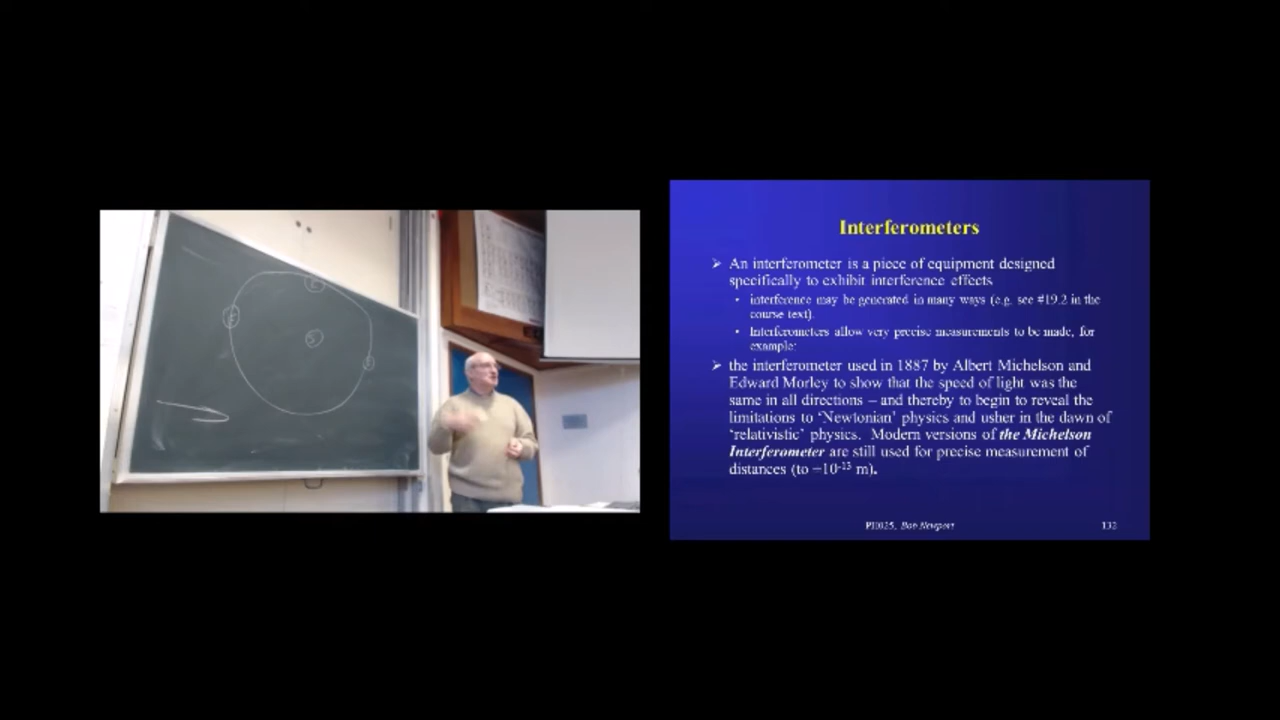 Interferometers
An interferometer is a piece of equipment designed
specifically to exhibit interference effects
interference may be generated in many ways (e.g. see #19.2 in the
course text).
Interferometers allow very precise measurements to be made, for
example:
the interferometer used in 1887 by Albert Michelson and
Edward Morley to show that the speed of light was the
same in all directions – and thereby to begin to reveal the
limitations to ‘Newtonian’ physics and usher in the dawn of
‘relativistic’ physics. Modern versions of the Michelson
Interferometer are still used for precise measurement of
distances (to ~10⁻¹³ m).
PH025, Bob Newport
132